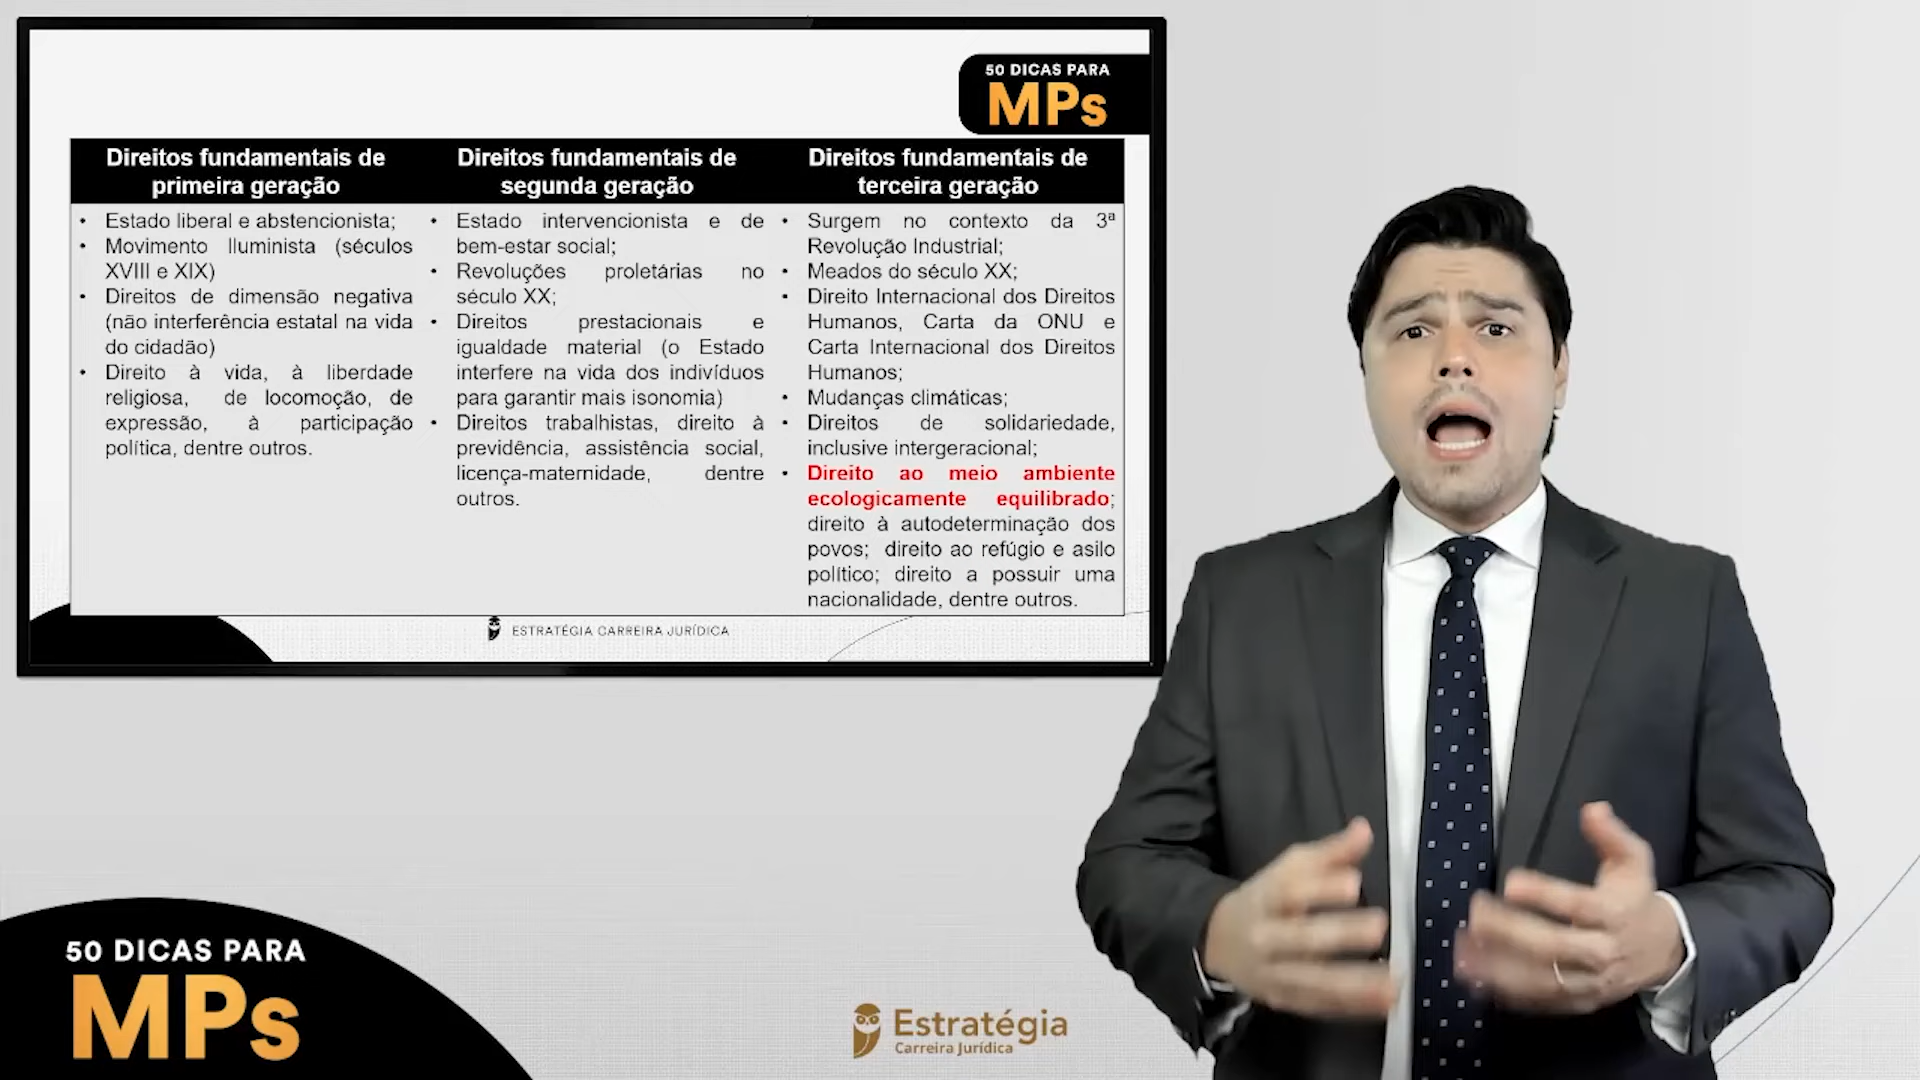 50 DICAS PARA
MPs
Direitos fundamentais de
primeira geração
• Estado liberal e abstencionista;
• Movimento Iluminista (séculos
XVIII e XIX)
• Direitos de dimensão negativa
(não interferência estatal na vida
do cidadão)
• Direito à vida, à liberdade
religiosa, de locomoção, de
expressão, à participação
política, dentre outros.
Direitos fundamentais de
segunda geração
• Estado intervencionista e de
bem-estar social;
• Revoluções proletárias no
século XX;
• Direitos prestacionais e
igualdade material (o Estado
interfere na vida dos indivíduos
para garantir mais isonomia)
• Direitos trabalhistas, direito à
previdência, assistência social,
licença-maternidade, dentre
outros.
Direitos fundamentais de
terceira geração
• Surgem no contexto da 3ª
Revolução Industrial;
• Meados do século XX;
• Direito Internacional dos Direitos
Humanos, Carta da ONU e
Carta Internacional dos Direitos
Humanos;
• Mudanças climáticas;
• Direitos de solidariedade,
inclusive intergeracional;
• Direito ao meio ambiente
ecologicamente equilibrado;
direito à autodeterminação dos
povos; direito ao refúgio e asilo
político; direito a possuir uma
nacionalidade, dentre outros.
ESTRATÉGIA CARREIRA JURÍDICA
50 DICAS PARA
MPs
Estratégia
Carreira Jurídica